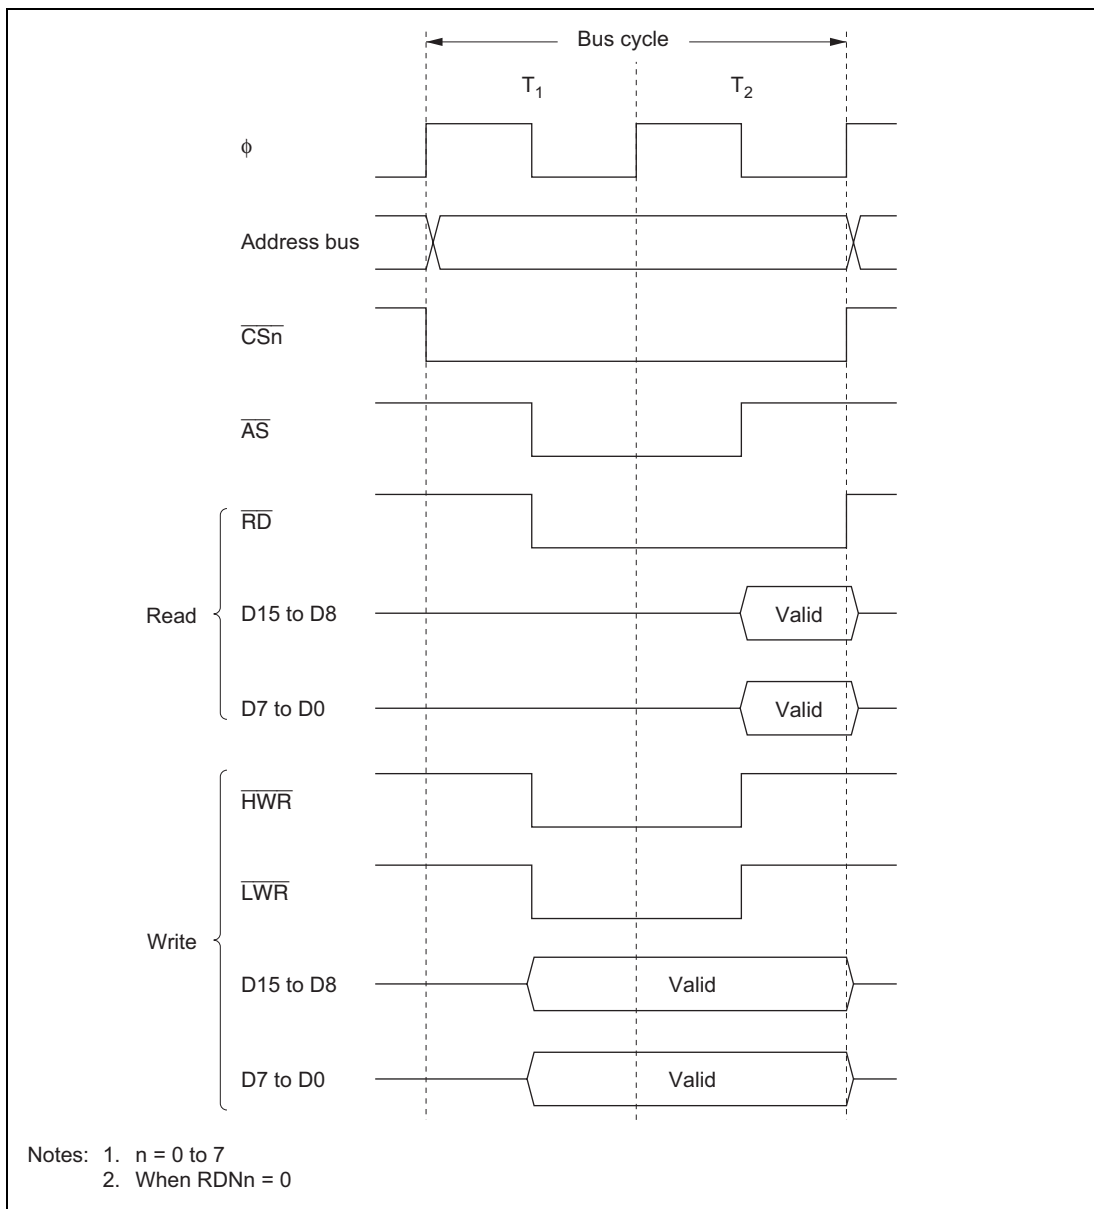 Bus cycle
T1 T2
ϕ
Address bus
CSn
AS
RD
Read D15 to D8 Valid
D7 to D0 Valid
HWR
LWR
Write
D15 to D8 Valid
D7 to D0 Valid
Notes: 1. n = 0 to 7
2. When RDNn = 0